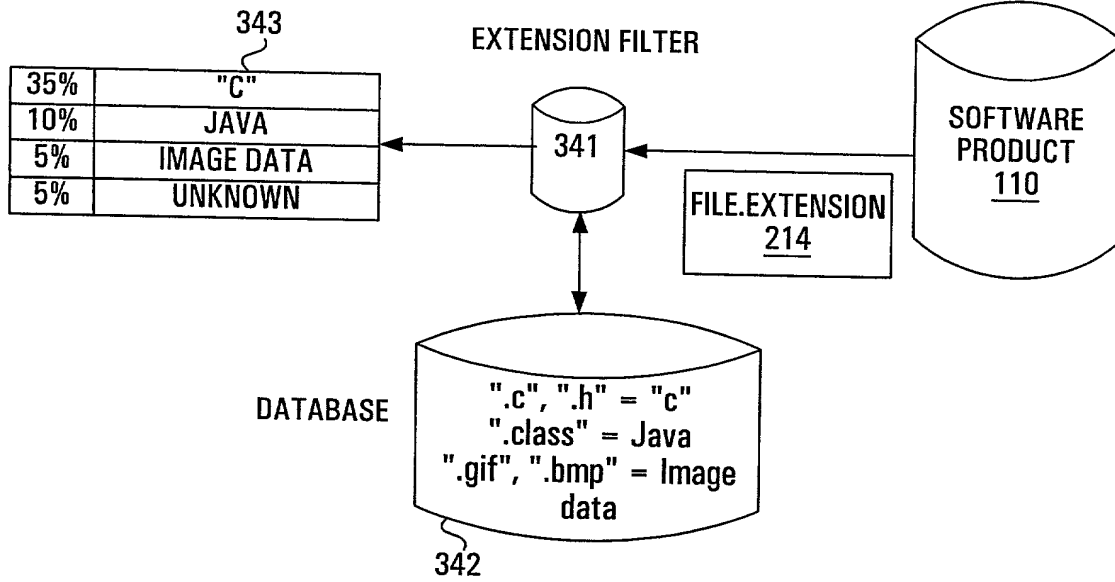 343
EXTENSION FILTER
35% "C"
10% JAVA
5% IMAGE DATA
5% UNKNOWN
341
SOFTWARE
PRODUCT
110
FILE.EXTENSION
214
DATABASE
".c", ".h" = "c"
".class" = Java
".gif", ".bmp" = Image
data
342